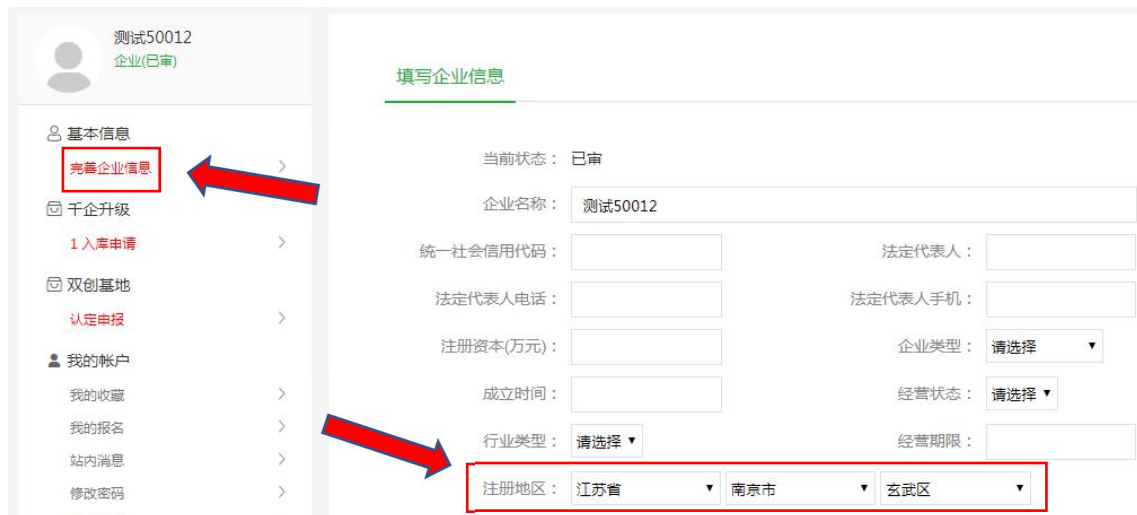 测试50012
企业(已审)
基本信息
完善企业信息
千企升级
1 入库申请
双创基地
认定申报
我的帐户
我的收藏
我的报名
站内消息
修改密码
填写企业信息
当前状态： 已审
企业名称： 测试50012
统一社会信用代码： 法定代表人：
法定代表人电话： 法定代表人手机：
注册资本(万元)： 企业类型： 请选择
成立时间： 经营状态： 请选择
行业类型： 请选择 经营期限：
注册地区： 江苏省 南京市 玄武区